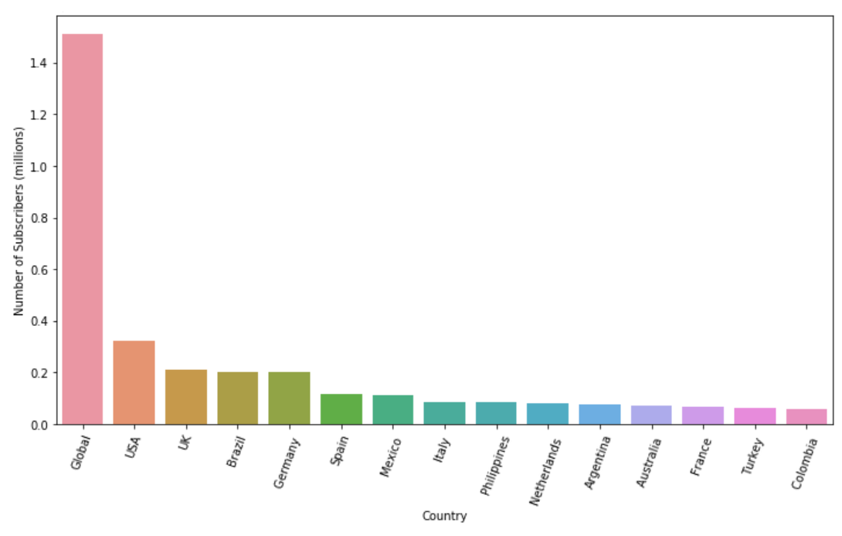 Number of Subscribers (millions)
1.4
1.2
1.0
0.8
0.6
0.4
0.2
0.0
Global
USA
UK
Brazil
Germany
Spain
Mexico
Italy
Philippines
Netherlands
Argentina
Australia
France
Turkey
Colombia
Country